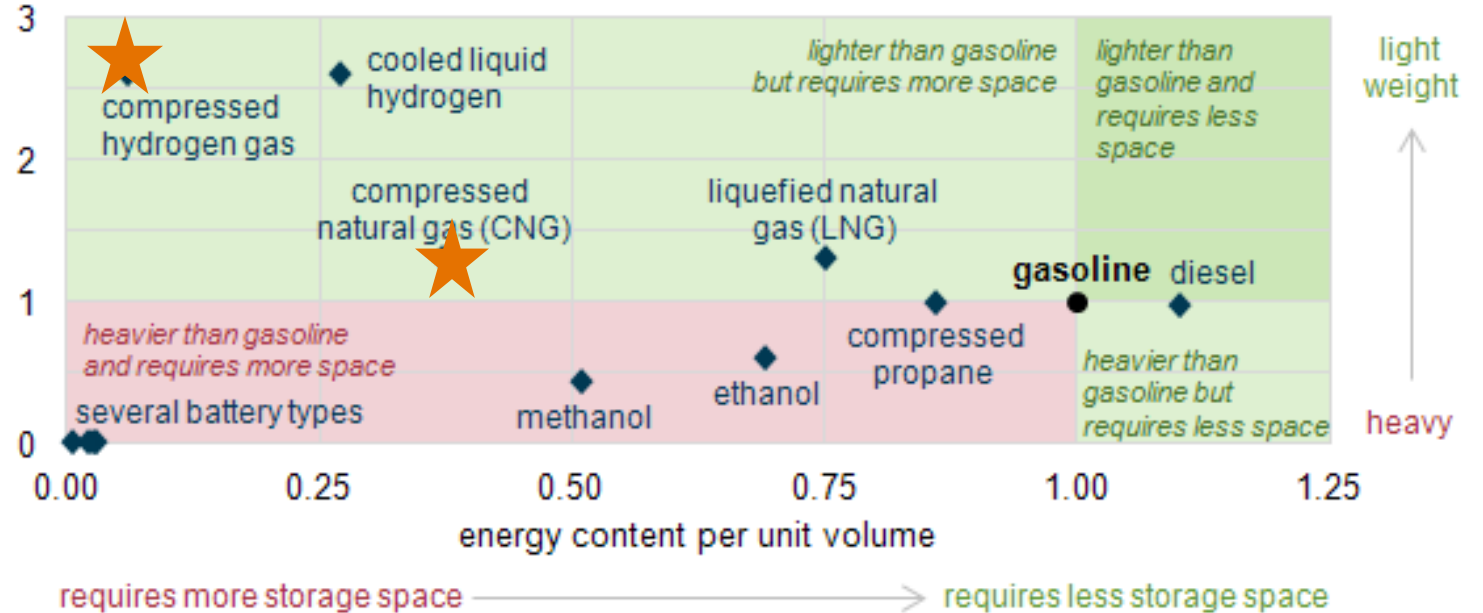 3
cooled liquid
hydrogen
compressed
hydrogen gas
lighter than gasoline
but requires more space
lighter than
gasoline and
requires less
space
light
weight
2
compressed
natural gas (CNG)
liquefied natural
gas (LNG)
gasoline
diesel
1
heavier than gasoline
and requires more space
several battery types
methanol
ethanol
compressed
propane
heavier than
gasoline but
requires less space
heavy
0
0.00
0.25
0.50
0.75
1.00
1.25
energy content per unit volume
requires more storage space
requires less storage space